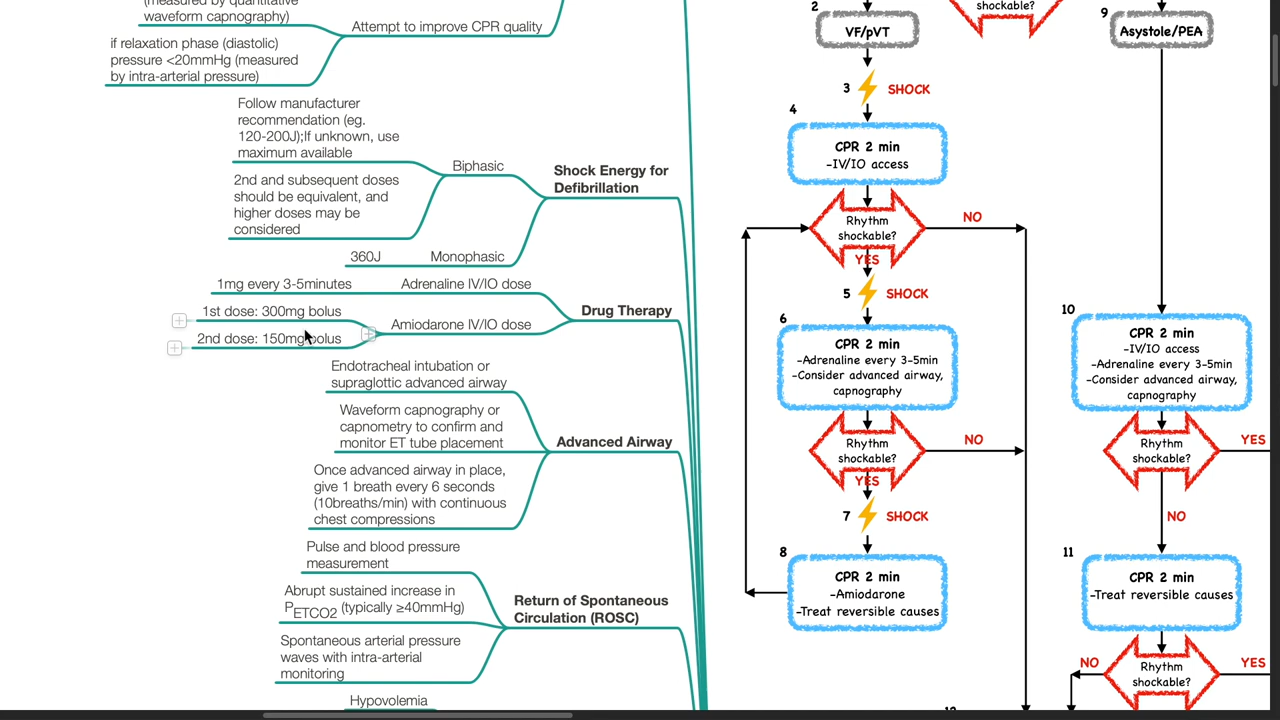 (measured by quantitative
waveform capnography)
Attempt to improve CPR quality
if relaxation phase (diastolic)
pressure <20mmHg (measured
by intra-arterial pressure)
Follow manufacturer
recommendation (eg.
120-200J);If unknown, use
maximum available
Biphasic
2nd and subsequent doses
should be equivalent, and
higher doses may be
considered
Shock Energy for
Defibrillation
360J
Monophasic
1mg every 3-5minutes
Adrenaline IV/IO dose
1st dose: 300mg bolus
2nd dose: 150mg bolus
Amiodarone IV/IO dose
Drug Therapy
Endotracheal intubation or
supraglottic advanced airway
Waveform capnography or
capnometry to confirm and
monitor ET tube placement
Advanced Airway
Once advanced airway in place,
give 1 breath every 6 seconds
(10breaths/min) with continuous
chest compressions
Pulse and blood pressure
measurement
Abrupt sustained increase in
PETCO2 (typically ≥40mmHg)
Return of Spontaneous
Circulation (ROSC)
Spontaneous arterial pressure
waves with intra-arterial
monitoring
Hypovolemia
2
VF/pVT
3
SHOCK
4
CPR 2 min
-IV/IO access
Rhythm
shockable?
NO
YES
5
SHOCK
6
CPR 2 min
-Adrenaline every 3-5min
-Consider advanced airway,
capnography
Rhythm
shockable?
NO
YES
7
SHOCK
8
CPR 2 min
-Amiodarone
-Treat reversible causes
shockable?
9
Asystole/PEA
10
CPR 2 min
-IV/IO access
-Adrenaline every 3-5min
-Consider advanced airway,
capnography
Rhythm
shockable?
YES
NO
11
CPR 2 min
-Treat reversible causes
Rhythm
shockable?
NO
YES